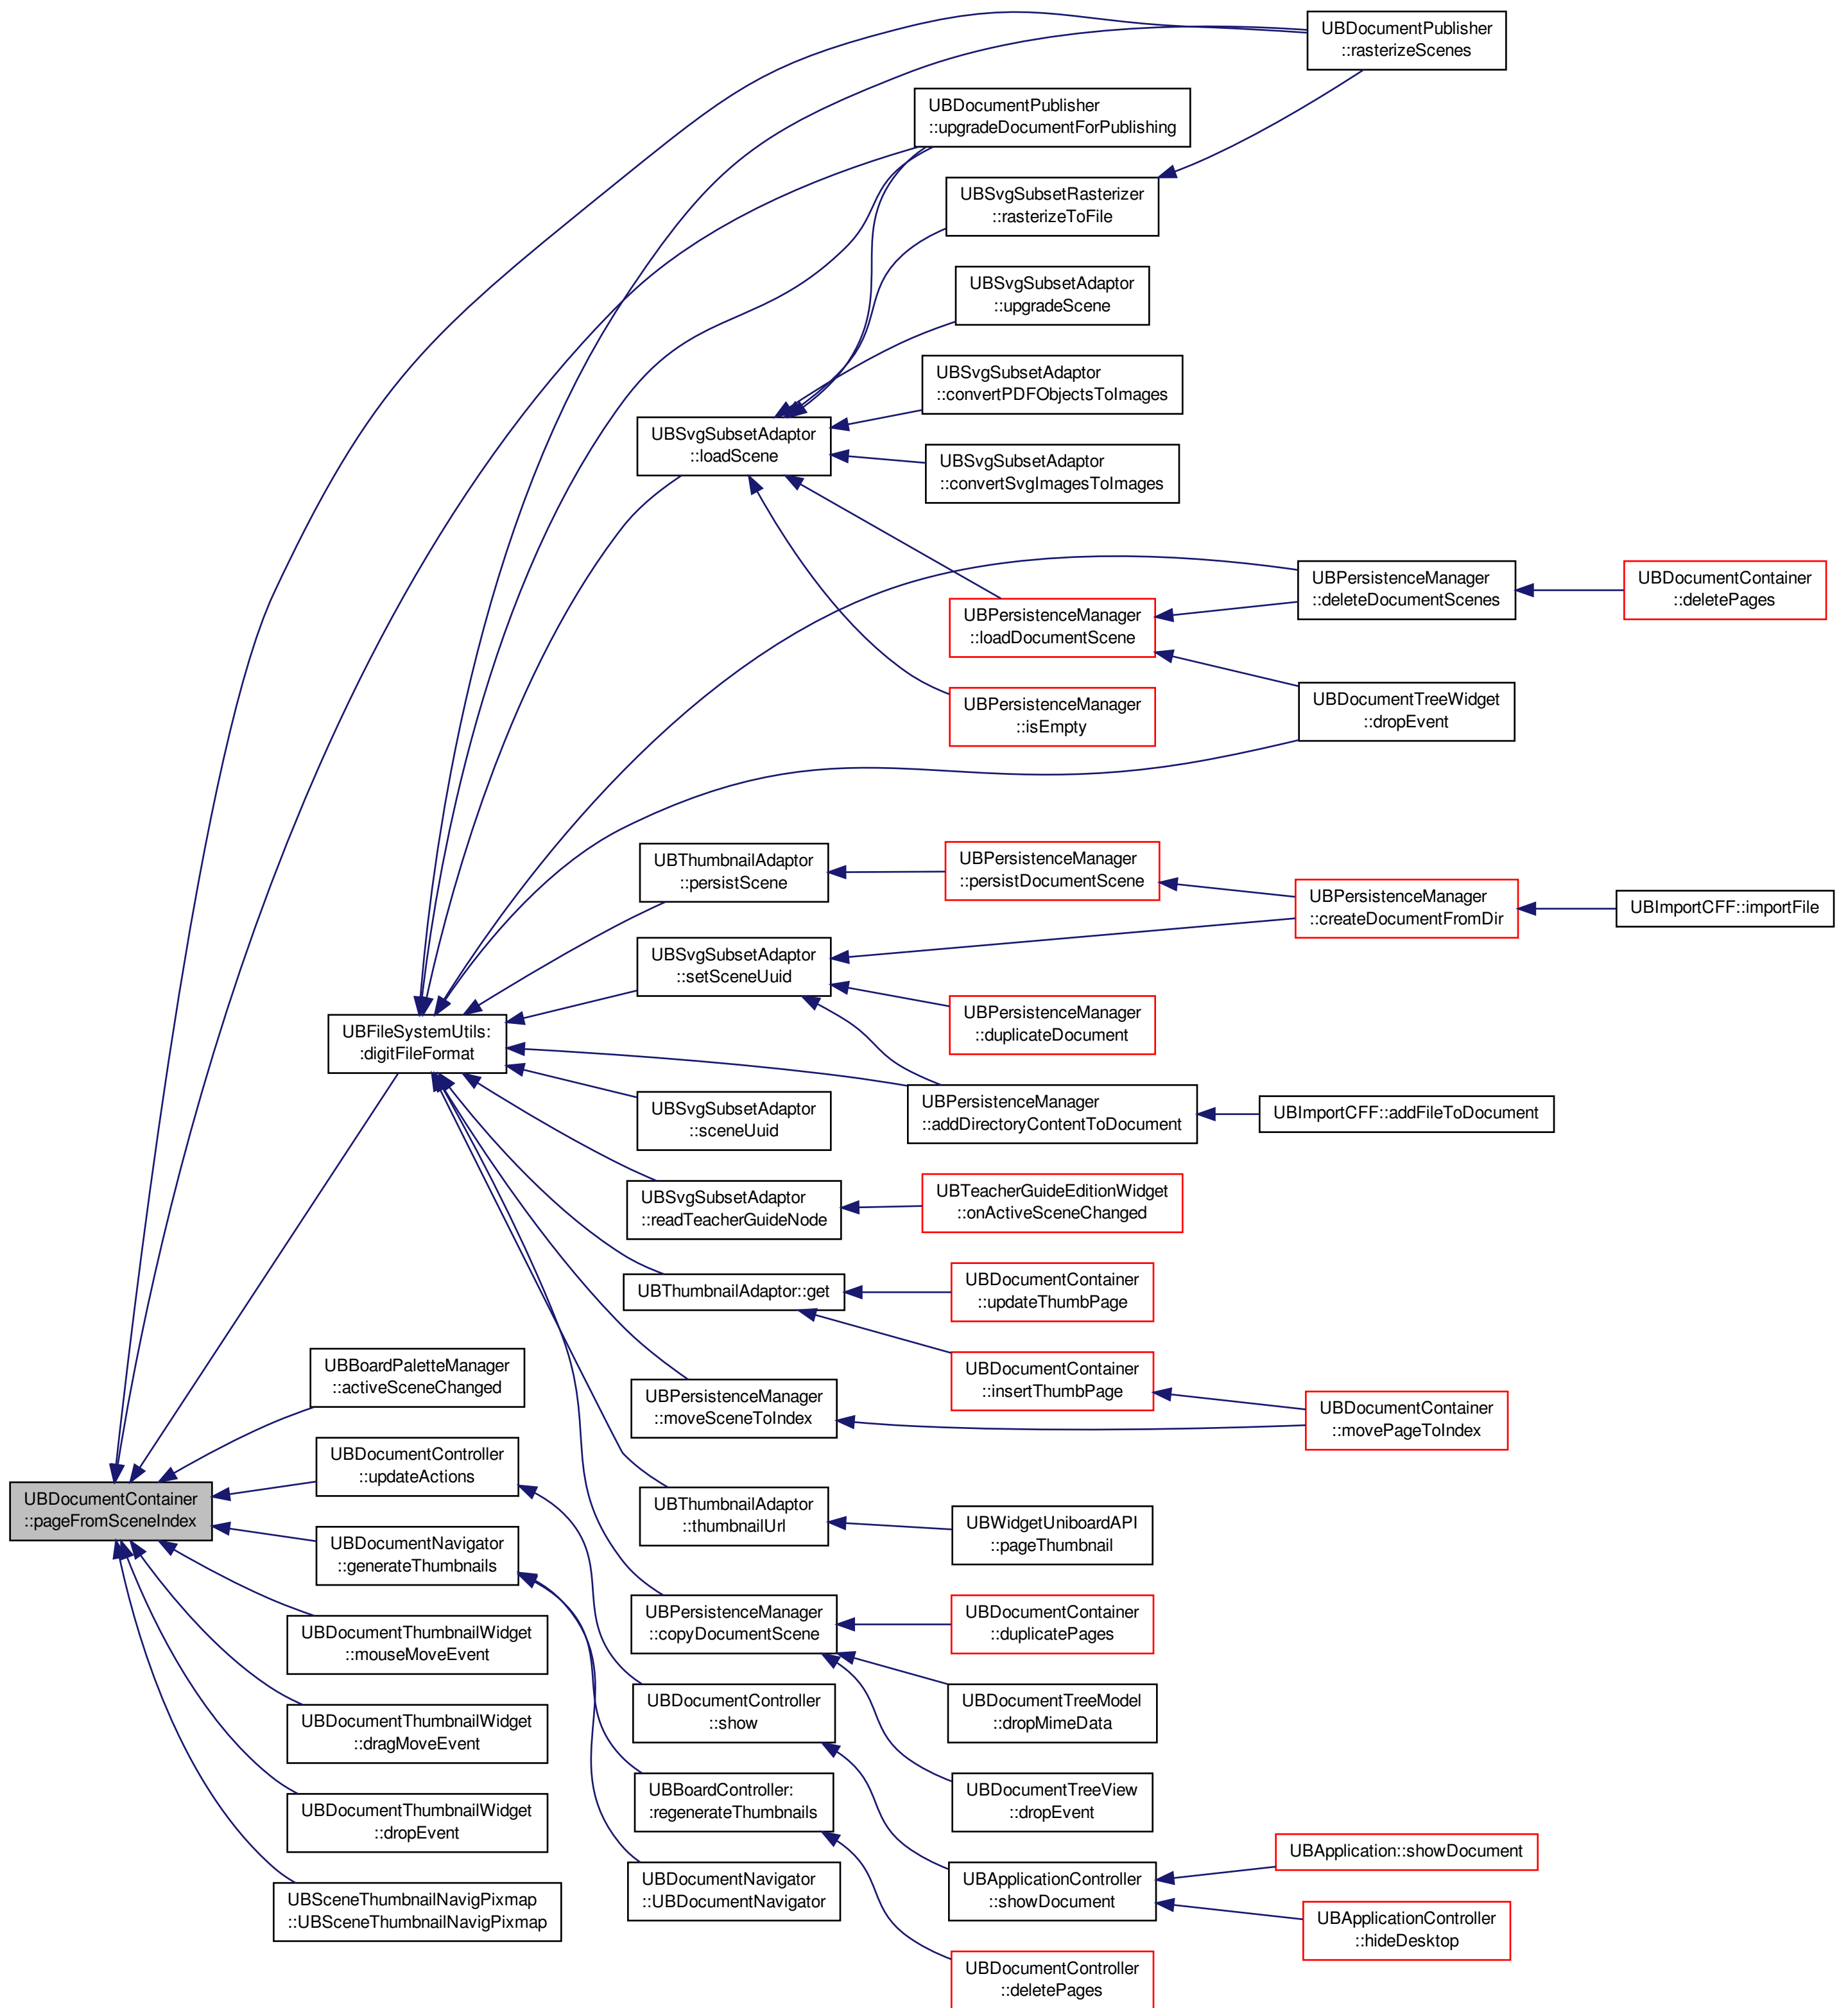 UBDocumentPublisher
::rasterizeScenes
UBDocumentPublisher
::upgradeDocumentForPublishing
UBSvgSubsetRasterizer
::rasterizeToFile
UBSvgSubsetAdaptor
::upgradeScene
UBSvgSubsetAdaptor
::convertPDFObjectsToImages
UBSvgSubsetAdaptor
::loadScene
UBSvgSubsetAdaptor
::convertSvgImagesToImages
UBPersistenceManager
::deleteDocumentScenes
UBDocumentContainer
::deletePages
UBPersistenceManager
::loadDocumentScene
UBPersistenceManager
::isEmpty
UBDocumentTreeWidget
::dropEvent
UBThumbnailAdaptor
::persistScene
UBPersistenceManager
::persistDocumentScene
UBPersistenceManager
::createDocumentFromDir
UBImportCFF::importFile
UBSvgSubsetAdaptor
::setSceneUuid
UBPersistenceManager
::duplicateDocument
UBFileSystemUtils:
:digitFileFormat
UBPersistenceManager
::addDirectoryContentToDocument
UBImportCFF::addFileToDocument
UBSvgSubsetAdaptor
::sceneUuid
UBSvgSubsetAdaptor
::readTeacherGuideNode
UBTeacherGuideEditionWidget
::onActiveSceneChanged
UBThumbnailAdaptor::get
UBDocumentContainer
::updateThumbPage
UBBoardPaletteManager
::activeSceneChanged
UBPersistenceManager
::moveSceneToIndex
UBDocumentContainer
::insertThumbPage
UBDocumentContainer
::movePageToIndex
UBDocumentController
::updateActions
UBDocumentContainer
::pageFromSceneIndex
UBThumbnailAdaptor
::thumbnailUrl
UBWidgetUniboardAPI
::pageThumbnail
UBDocumentNavigator
::generateThumbnails
UBDocumentThumbnailWidget
::mouseMoveEvent
UBPersistenceManager
::copyDocumentScene
UBDocumentContainer
::duplicatePages
UBDocumentThumbnailWidget
::dragMoveEvent
UBDocumentController
::show
UBDocumentTreeModel
::dropMimeData
UBDocumentThumbnailWidget
::dropEvent
UBBoardController:
:regenerateThumbnails
UBDocumentTreeView
::dropEvent
UBSceneThumbnailNavigPixmap
::UBSceneThumbnailNavigPixmap
UBDocumentNavigator
::UBDocumentNavigator
UBApplicationController
::showDocument
UBApplication::showDocument
UBApplicationController
::hideDesktop
UBDocumentController
::deletePages